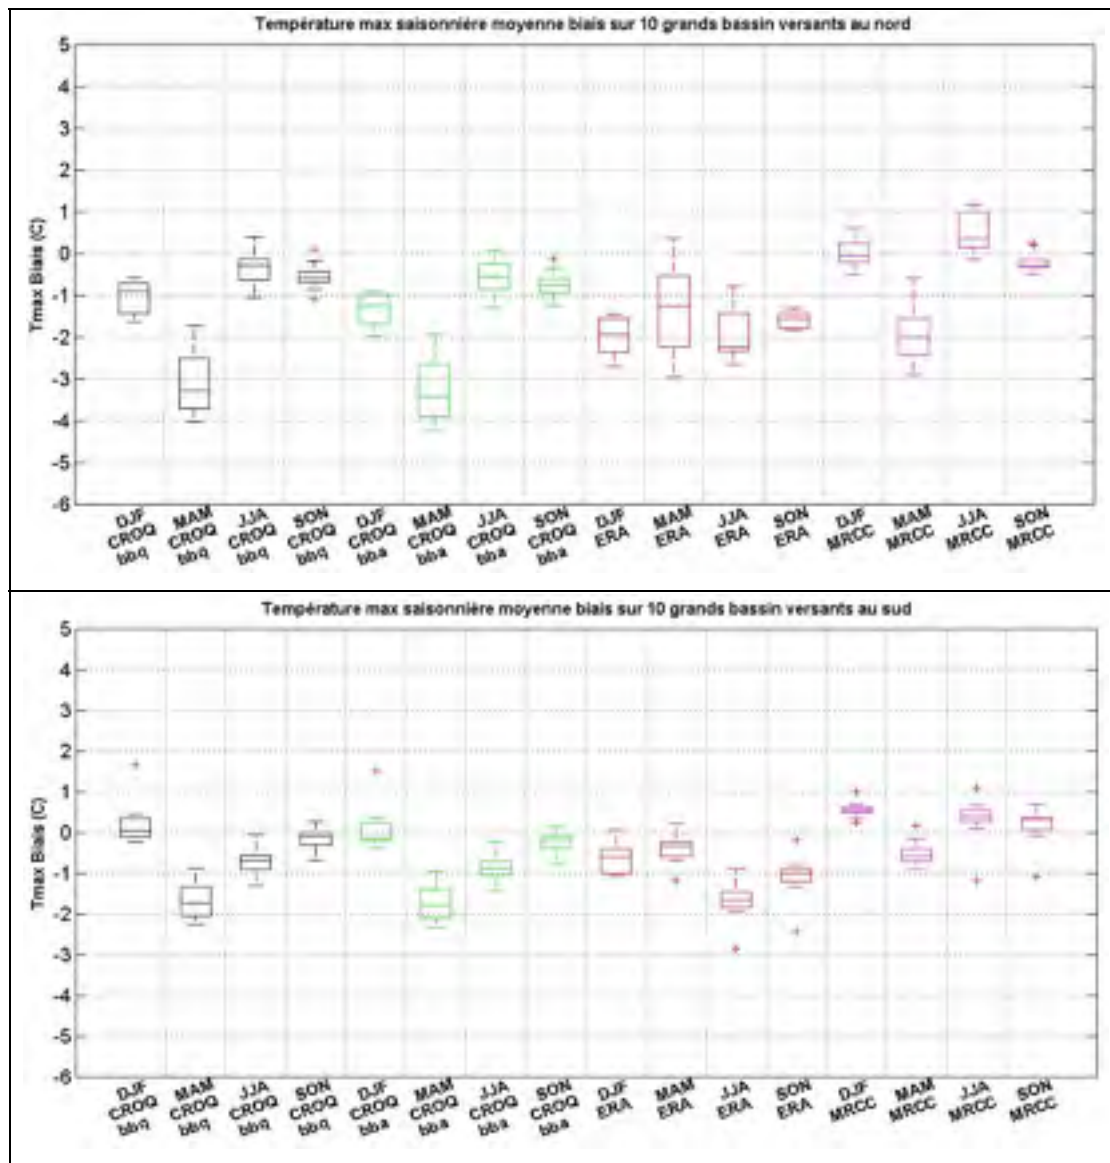 Température max saisonnière moyenne biais sur 10 grands bassin versants au nord
Tmax Biais (C)
5
4
3
2
1
0
-1
-2
-3
-4
-5
-6
DJF CROQ bbq
MAM CROQ bbq
JJA CROQ bbq
SON CROQ bbq
DJF CROQ bba
MAM CROQ bba
JJA CROQ bba
SON CROQ bba
DJF ERA
MAM ERA
JJA ERA
SON ERA
DJF MRCC
MAM MRCC
JJA MRCC
SON MRCC
Température max saisonnière moyenne biais sur 10 grands bassin versants au sud
Tmax Biais (C)
5
4
3
2
1
0
-1
-2
-3
-4
-5
-6
DJF CROQ bbq
MAM CROQ bbq
JJA CROQ bbq
SON CROQ bbq
DJF CROQ bba
MAM CROQ bba
JJA CROQ bba
SON CROQ bba
DJF ERA
MAM ERA
JJA ERA
SON ERA
DJF MRCC
MAM MRCC
JJA MRCC
SON MRCC